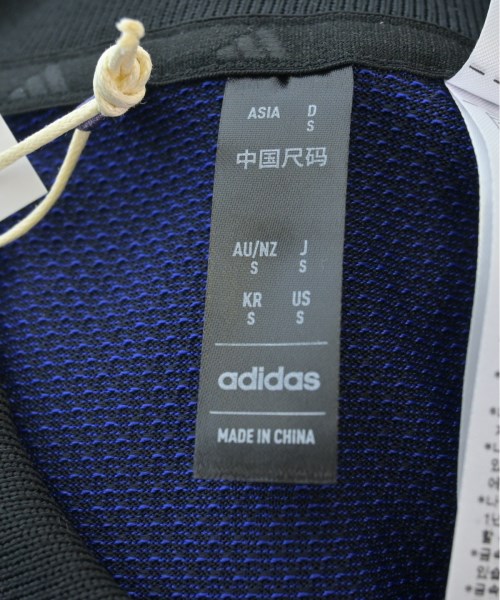 ASIA D
S
中国尺码
AU/NZ J
S S
KR US
S S
adidas
MADE IN CHINA